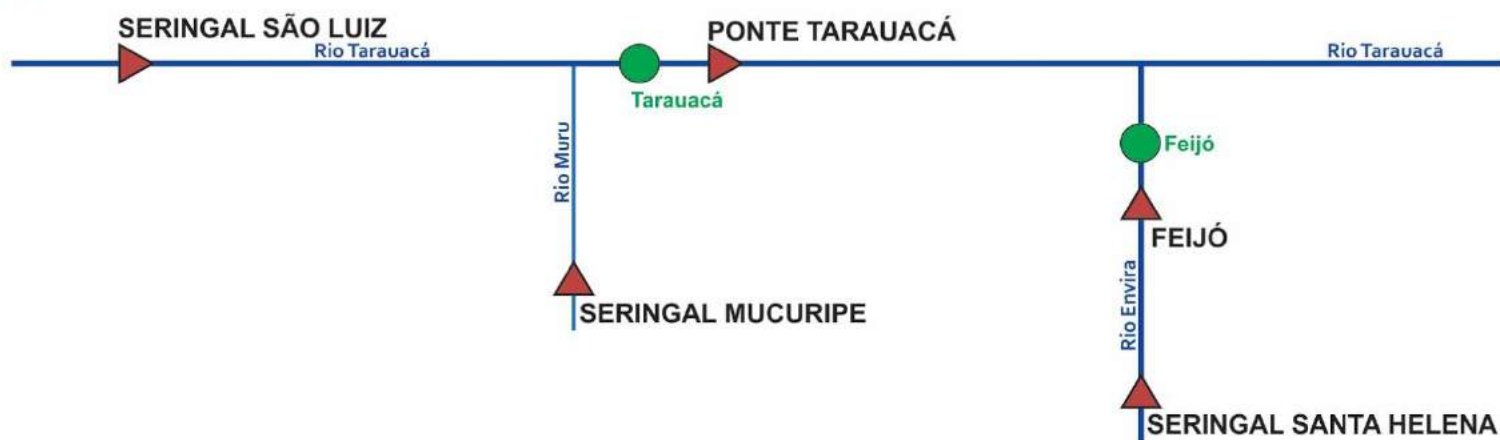 SERINGAL SÃO LUIZ
PONTE TARAUACÁ
Rio Tarauacá
Rio Tarauacá
Tarauacá
Feijó
Rio Muru
FEIJÓ
Rio Envira
SERINGAL MUCURIPE
SERINGAL SANTA HELENA